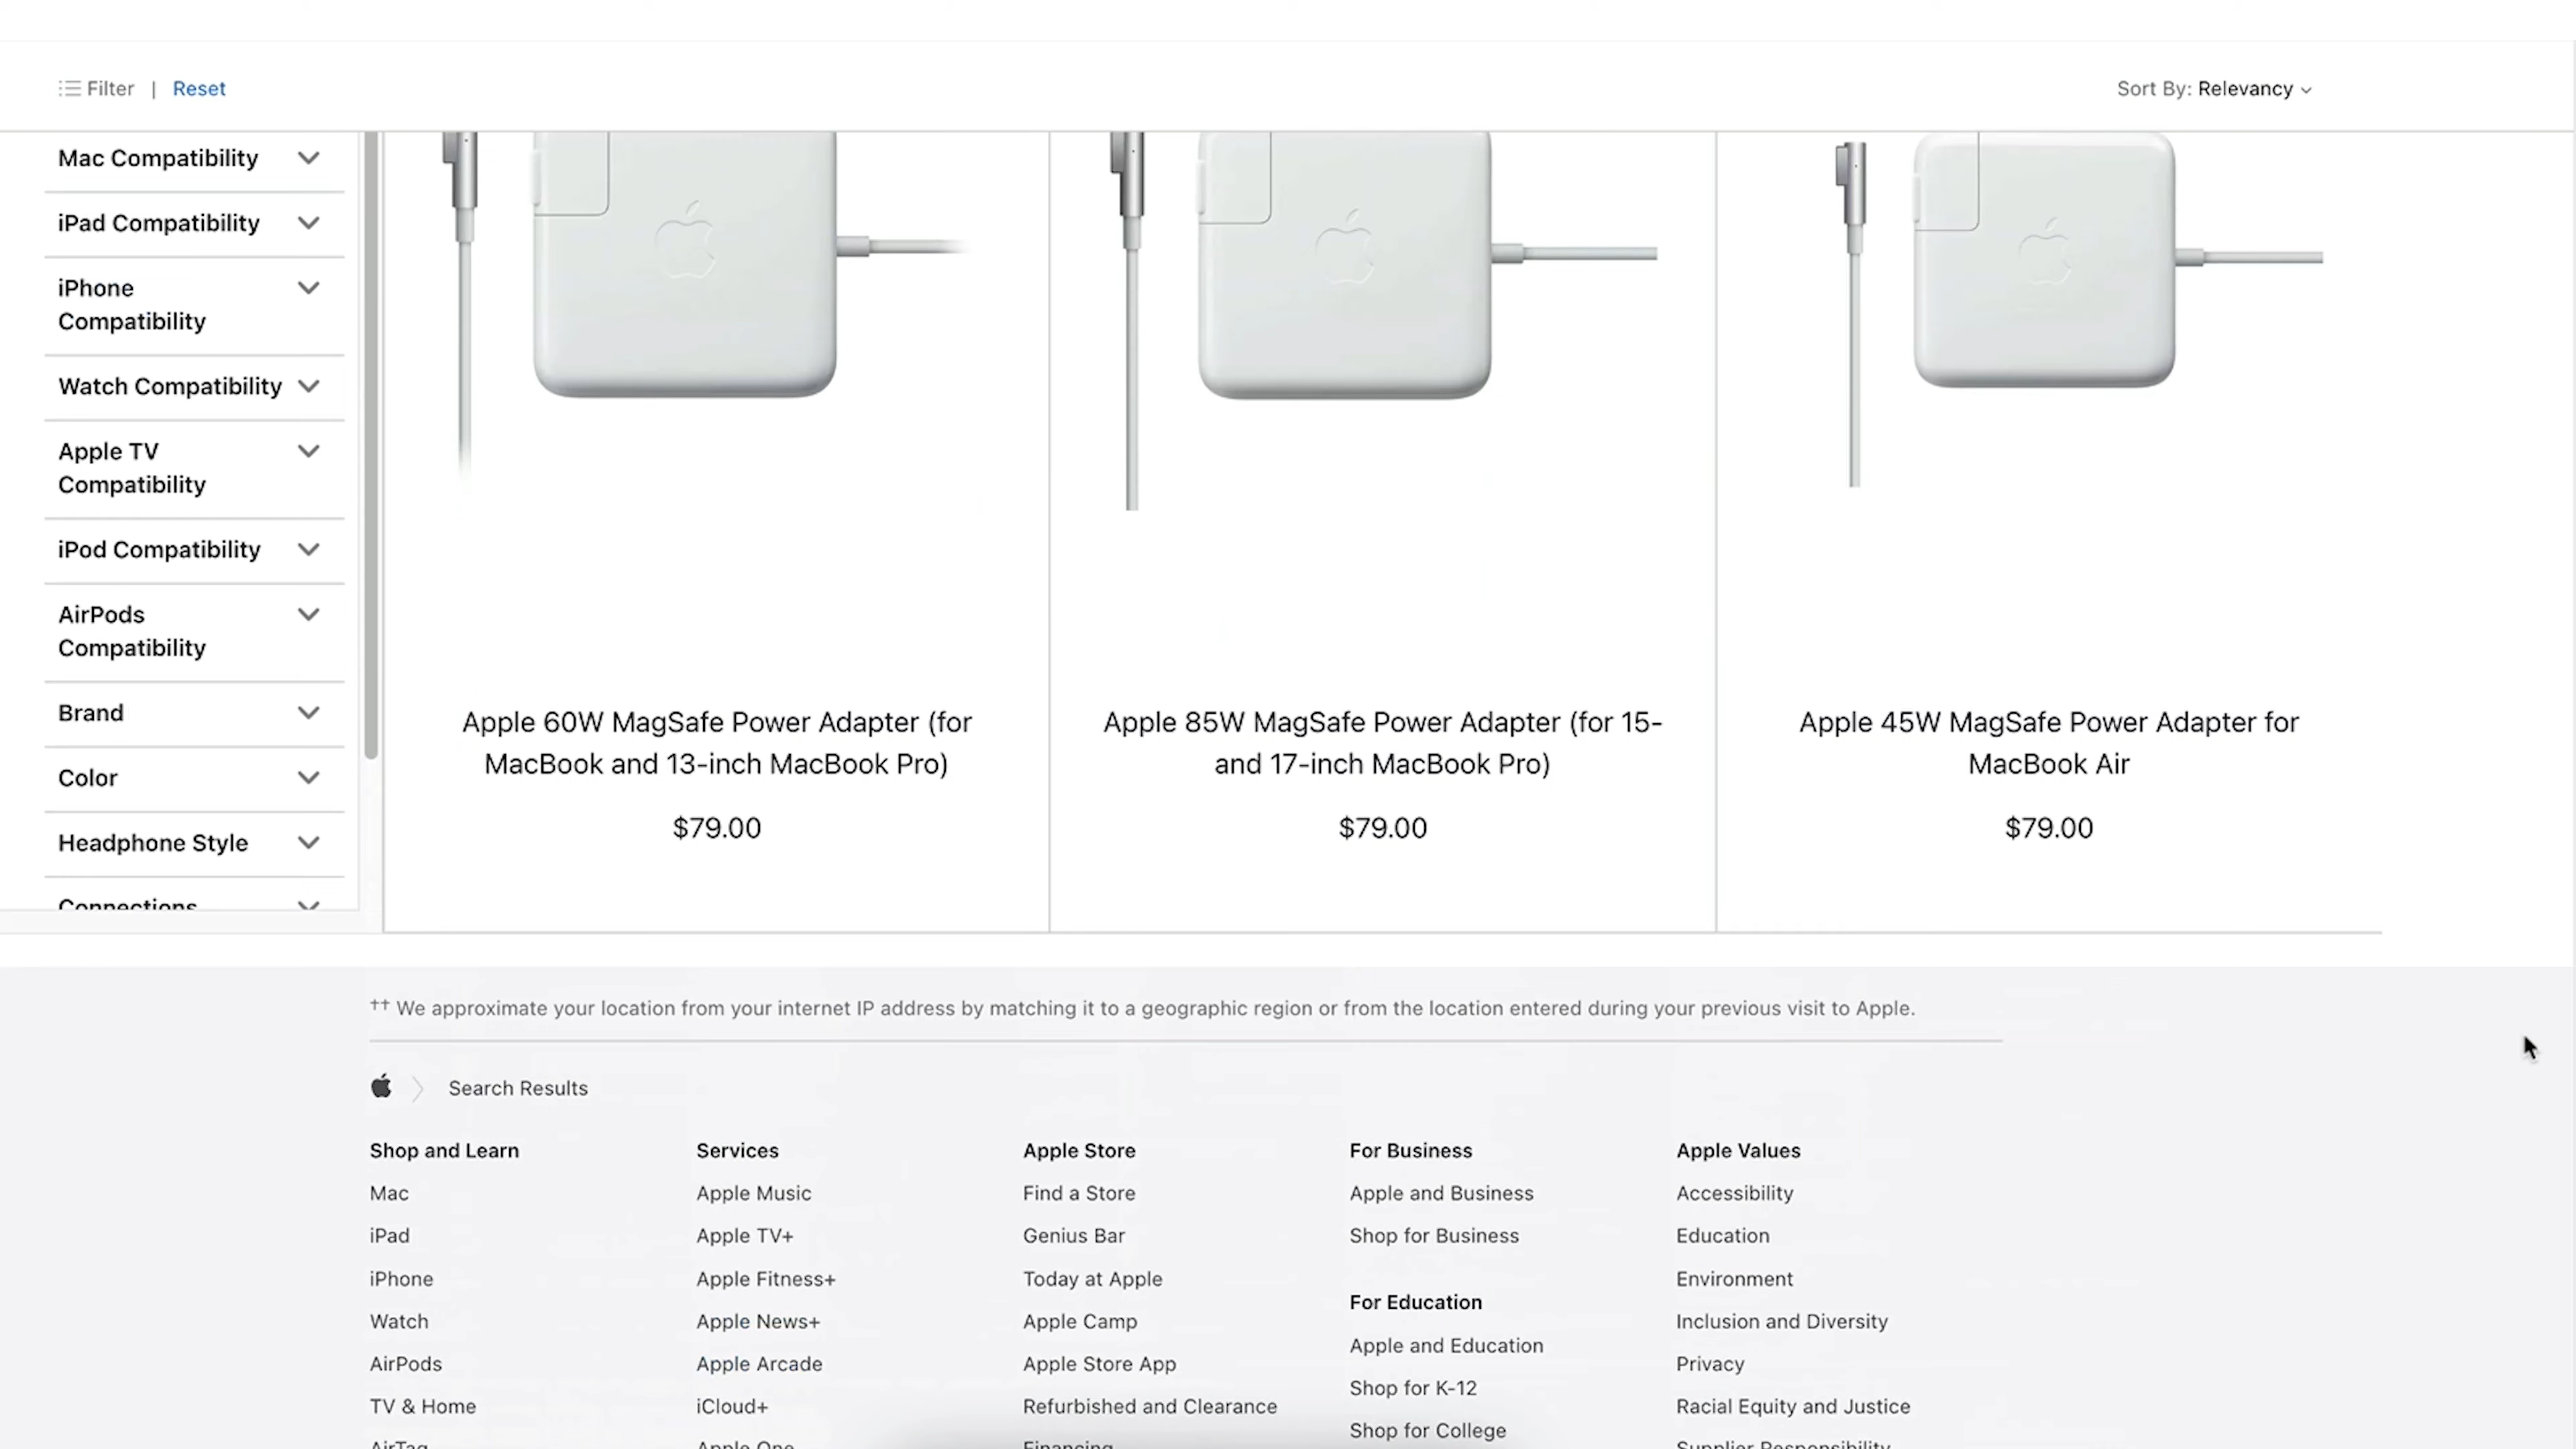 Filter | Reset
Sort By: Relevancy
Mac Compatibility
iPad Compatibility
iPhone
Compatibility
Watch Compatibility
Apple TV
Compatibility
iPod Compatibility
AirPods
Compatibility
Brand
Color
Headphone Style
Connections
Apple 60W MagSafe Power Adapter (for
MacBook and 13-inch MacBook Pro)
$79.00
Apple 85W MagSafe Power Adapter (for 15-
and 17-inch MacBook Pro)
$79.00
Apple 45W MagSafe Power Adapter for
MacBook Air
$79.00
†† We approximate your location from your internet IP address by matching it to a geographic region or from the location entered during your previous visit to Apple.
Search Results
Shop and Learn
Mac
iPad
iPhone
Watch
AirPods
TV & Home
AirTag
Services
Apple Music
Apple TV+
Apple Fitness+
Apple News+
Apple Arcade
iCloud+
Apple One
Apple Store
Find a Store
Genius Bar
Today at Apple
Apple Camp
Apple Store App
Refurbished and Clearance
Financing
For Business
Apple and Business
Shop for Business
For Education
Apple and Education
Shop for K-12
Shop for College
Apple Values
Accessibility
Education
Environment
Inclusion and Diversity
Privacy
Racial Equity and Justice
Supplier Responsibility